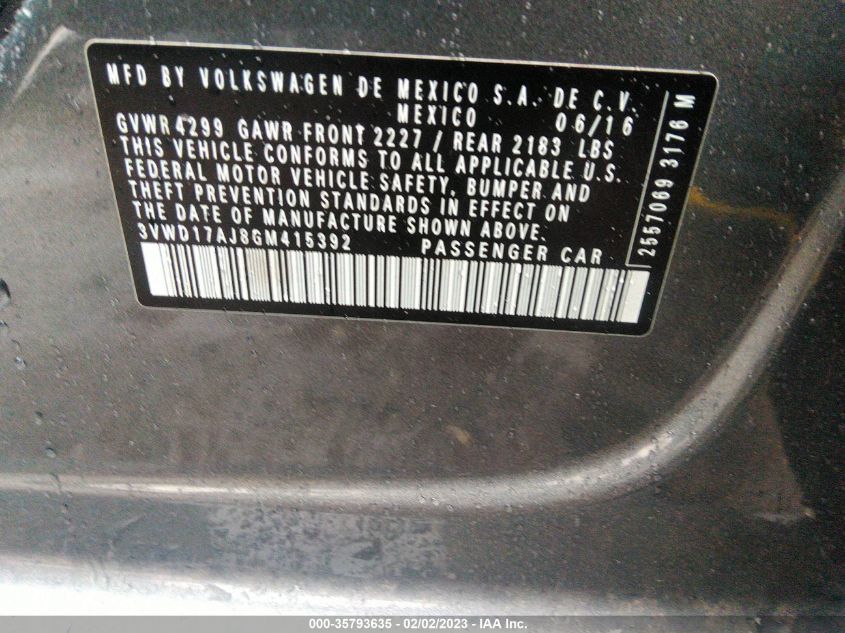 MFD BY VOLKSWAGEN DE MEXICO S.A. DE C.V.
MEXICO 06/16
GVWR 4299 GAWR FRONT 2227 / REAR 2183 LBS
THIS VEHICLE CONFORMS TO ALL APPLICABLE U.S.
FEDERAL MOTOR VEHICLE SAFETY, BUMPER AND
THEFT PREVENTION STANDARDS IN EFFECT ON
THE DATE OF MANUFACTURE SHOWN ABOVE.
3VWD17AJ8GM415392 PASSENGER CAR
2557069 3176 M
000-35793635 - 02/02/2023 - IAA Inc.